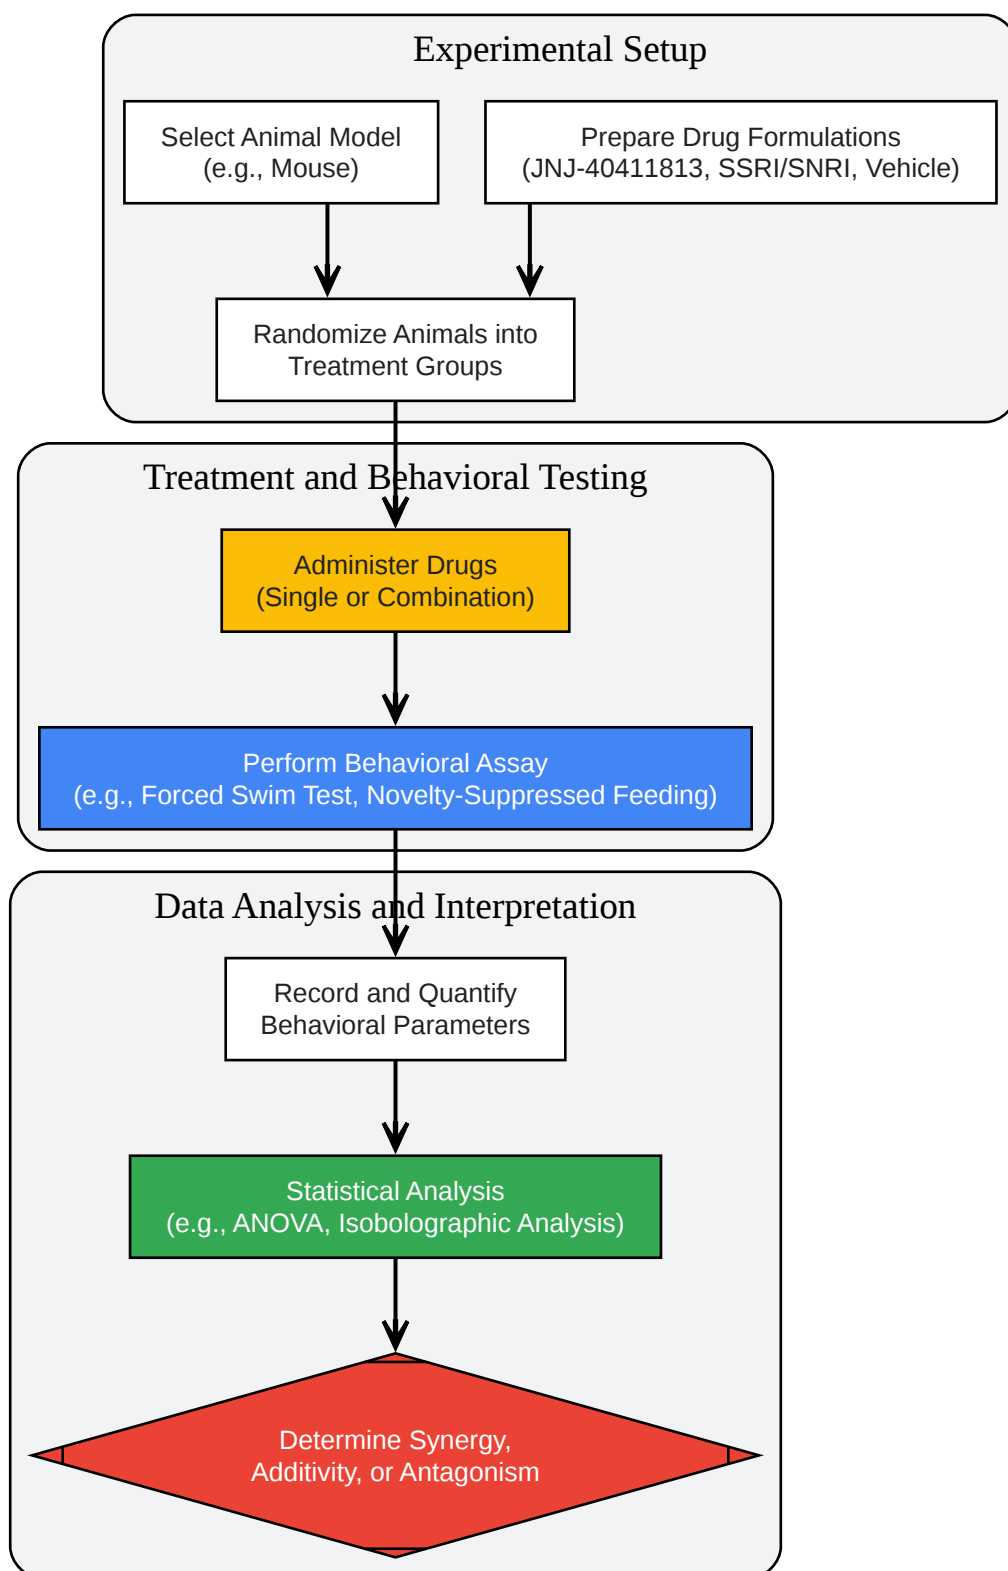 Experimental Setup
Select Animal Model
(e.g., Mouse)
Prepare Drug Formulations
(JNJ-40411813, SSRI/SNRI, Vehicle)
Randomize Animals into
Treatment Groups
Treatment and Behavioral Testing
Administer Drugs
(Single or Combination)
Perform Behavioral Assay
(e.g., Forced Swim Test, Novelty-Suppressed Feeding)
Data Analysis and Interpretation
Record and Quantify
Behavioral Parameters
Statistical Analysis
(e.g., ANOVA, Isobolographic Analysis)
Determine Synergy,
Additivity, or Antagonism